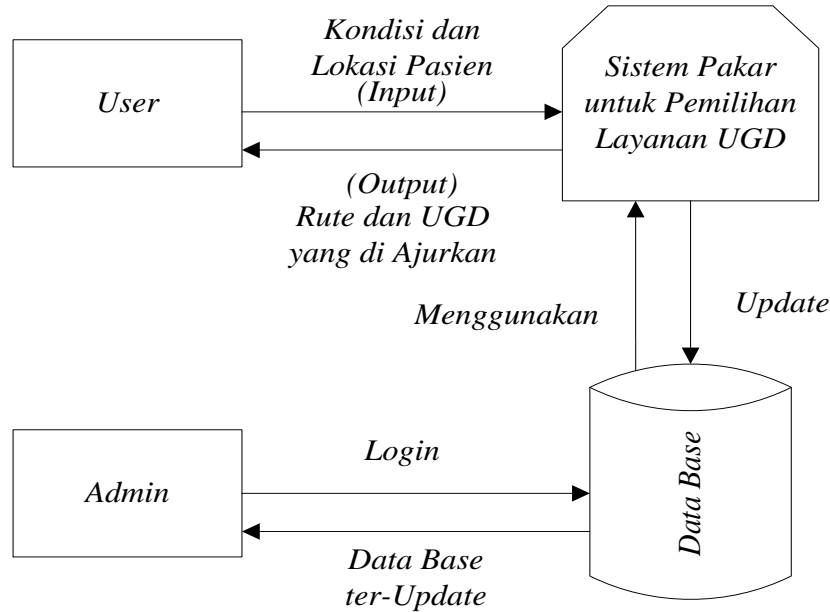 User
Kondisi dan
Lokasi Pasien
(Input)
Sistem Pakar
untuk Pemilihan
Layanan UGD
(Output)
Rute dan UGD
yang di Ajurkan
Menggunakan
Update
Admin
Login
Data Base
ter-Update
Data Base